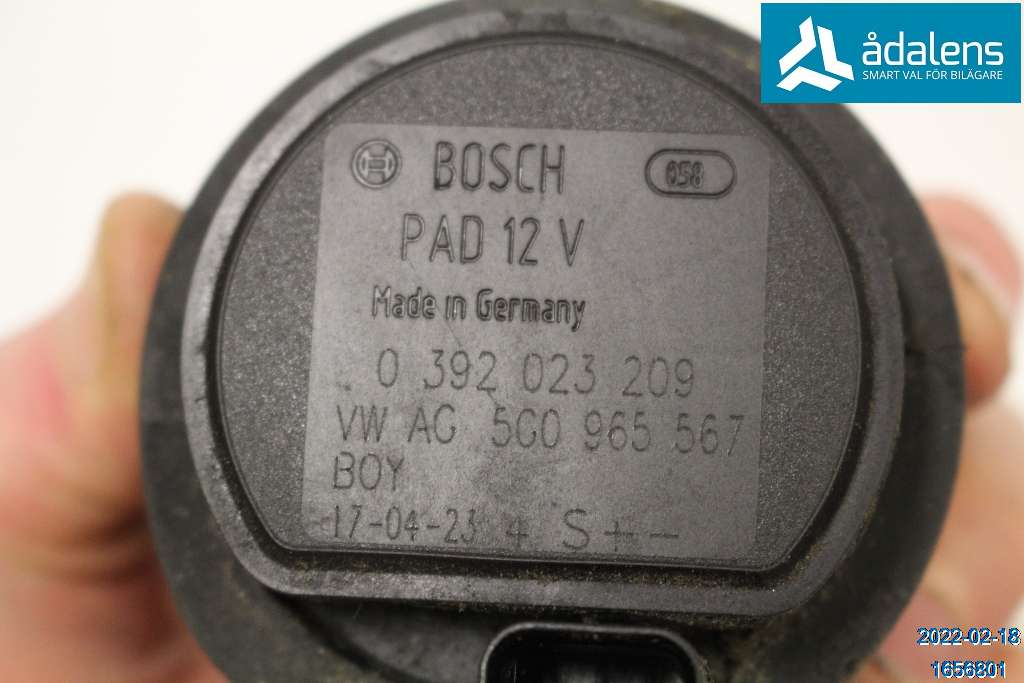 ådalens
SMART VAL FÖR BILÄGARE
BOSCH 058
PAD 12 V
Made in Germany
0 392 023 209
VW AG 5G0 965 567
BOY
17-04-23 4 S + -
2022-02-18
1656801